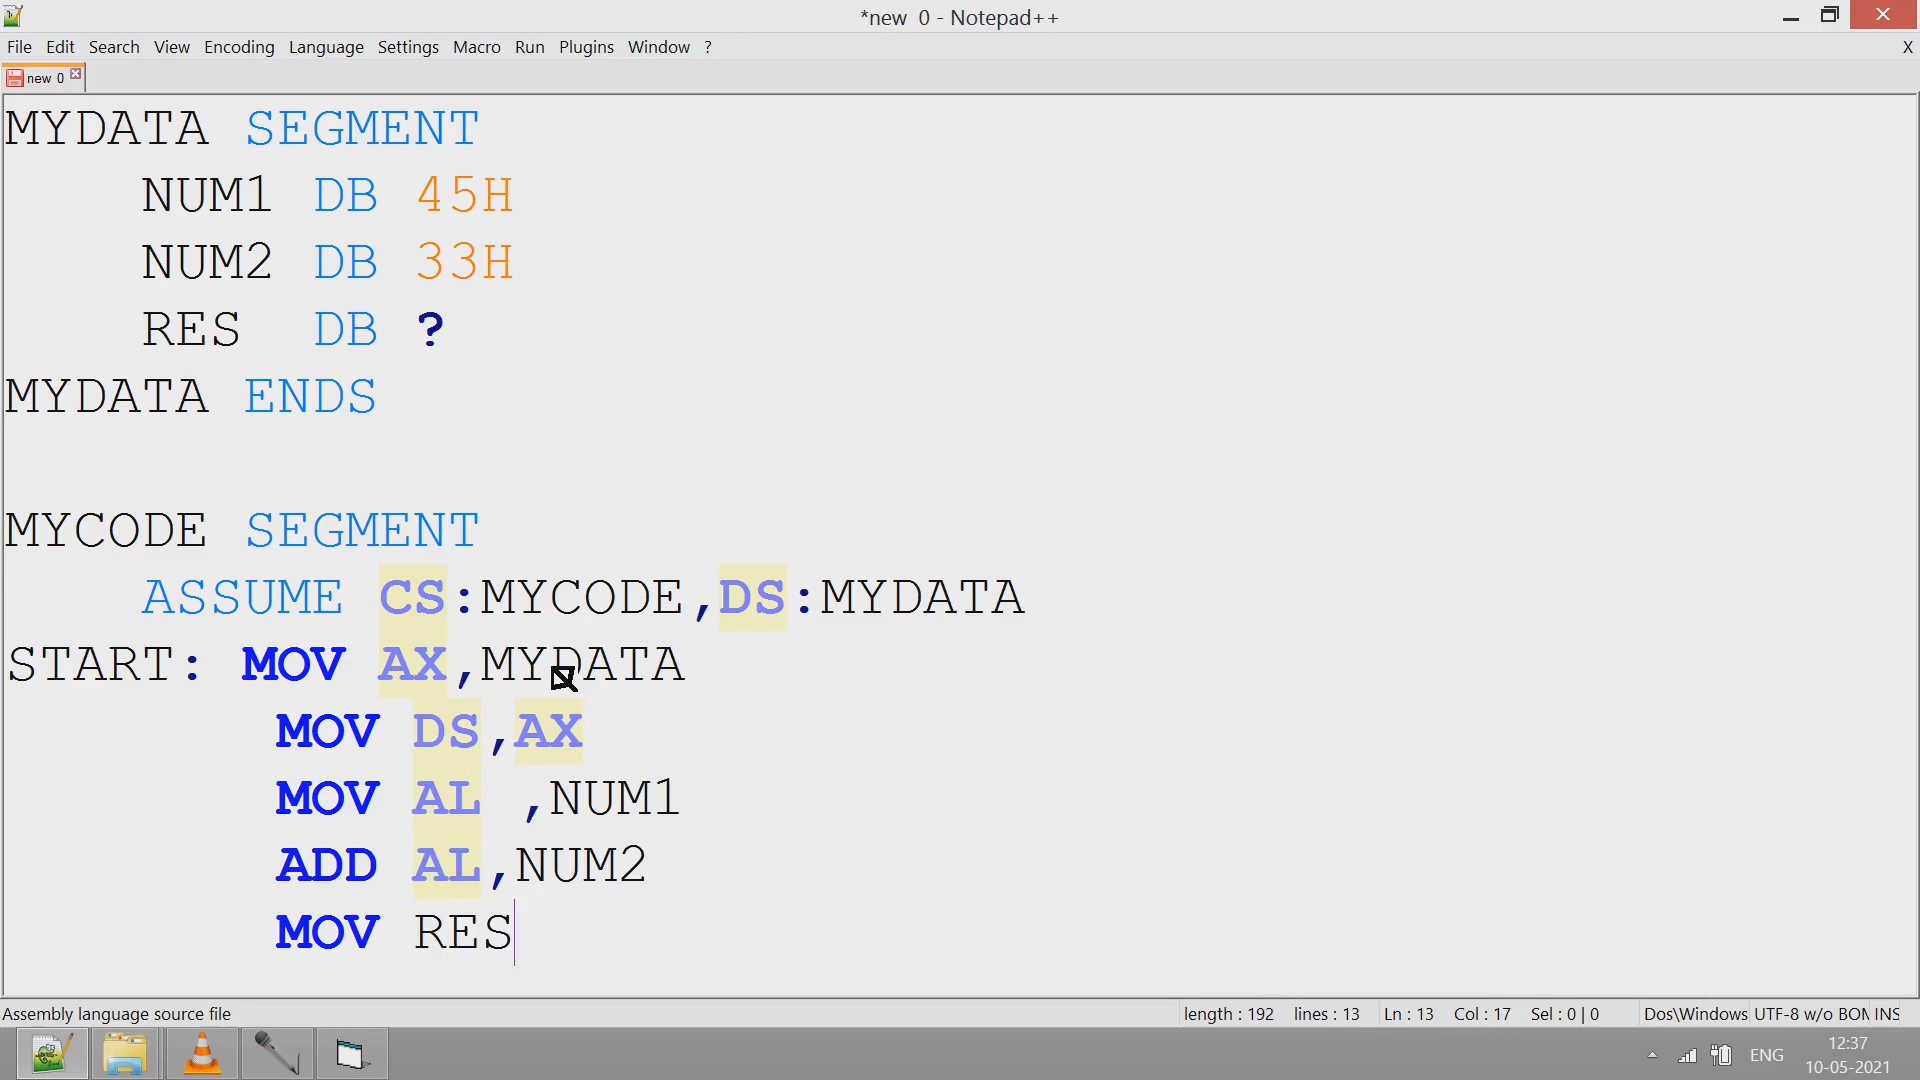 *new 0 - Notepad++
File Edit Search View Encoding Language Settings Macro Run Plugins Window ? X
new 0
MYDATA SEGMENT
NUM1 DB 45H
NUM2 DB 33H
RES DB ?
MYDATA ENDS
MYCODE SEGMENT
ASSUME CS:MYCODE,DS:MYDATA
START: MOV AX,MYDATA
MOV DS,AX
MOV AL ,NUM1
ADD AL,NUM2
MOV RES
Assembly language source file length : 192 lines : 13 Ln : 13 Col : 17 Sel : 0 | 0 Dos\Windows UTF-8 w/o BON INS
ENG 12:37
10-05-2021